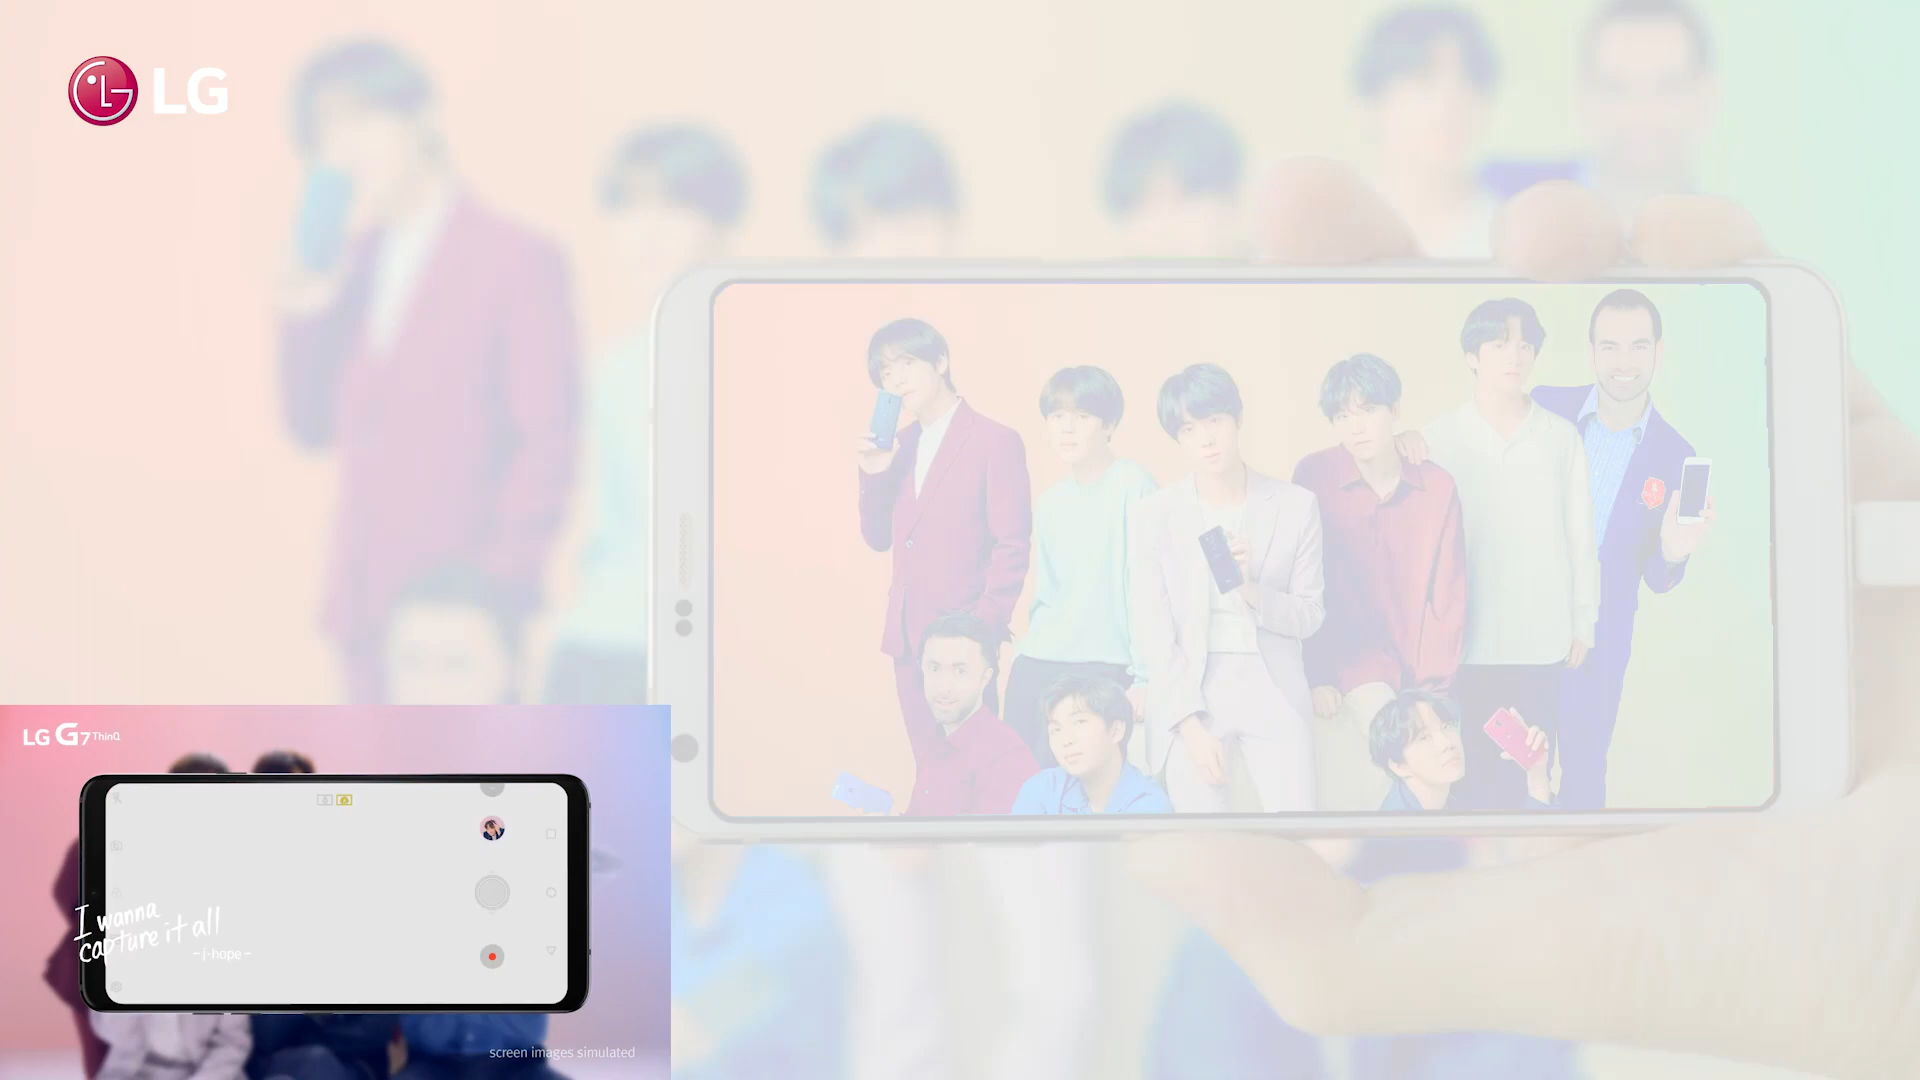 LG
LG G7 ThinQ
I wanna
capture it all
- j-hope -
screen images simulated